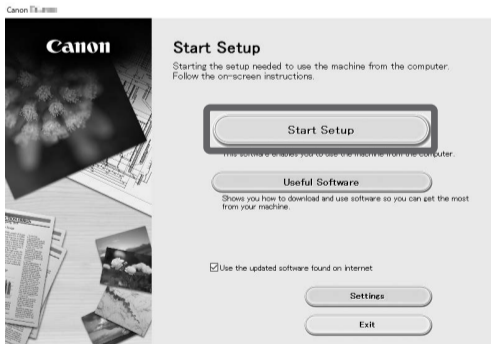 Canon
Canon
Start Setup
Starting the setup needed to use the machine from the computer.
Follow the on-screen instructions.
Start Setup
This software enables you to use the machine from the computer.
Useful Software
Shows you how to download and use software so you can get the most
from your machine.
Use the updated software found on internet
Settings
Exit